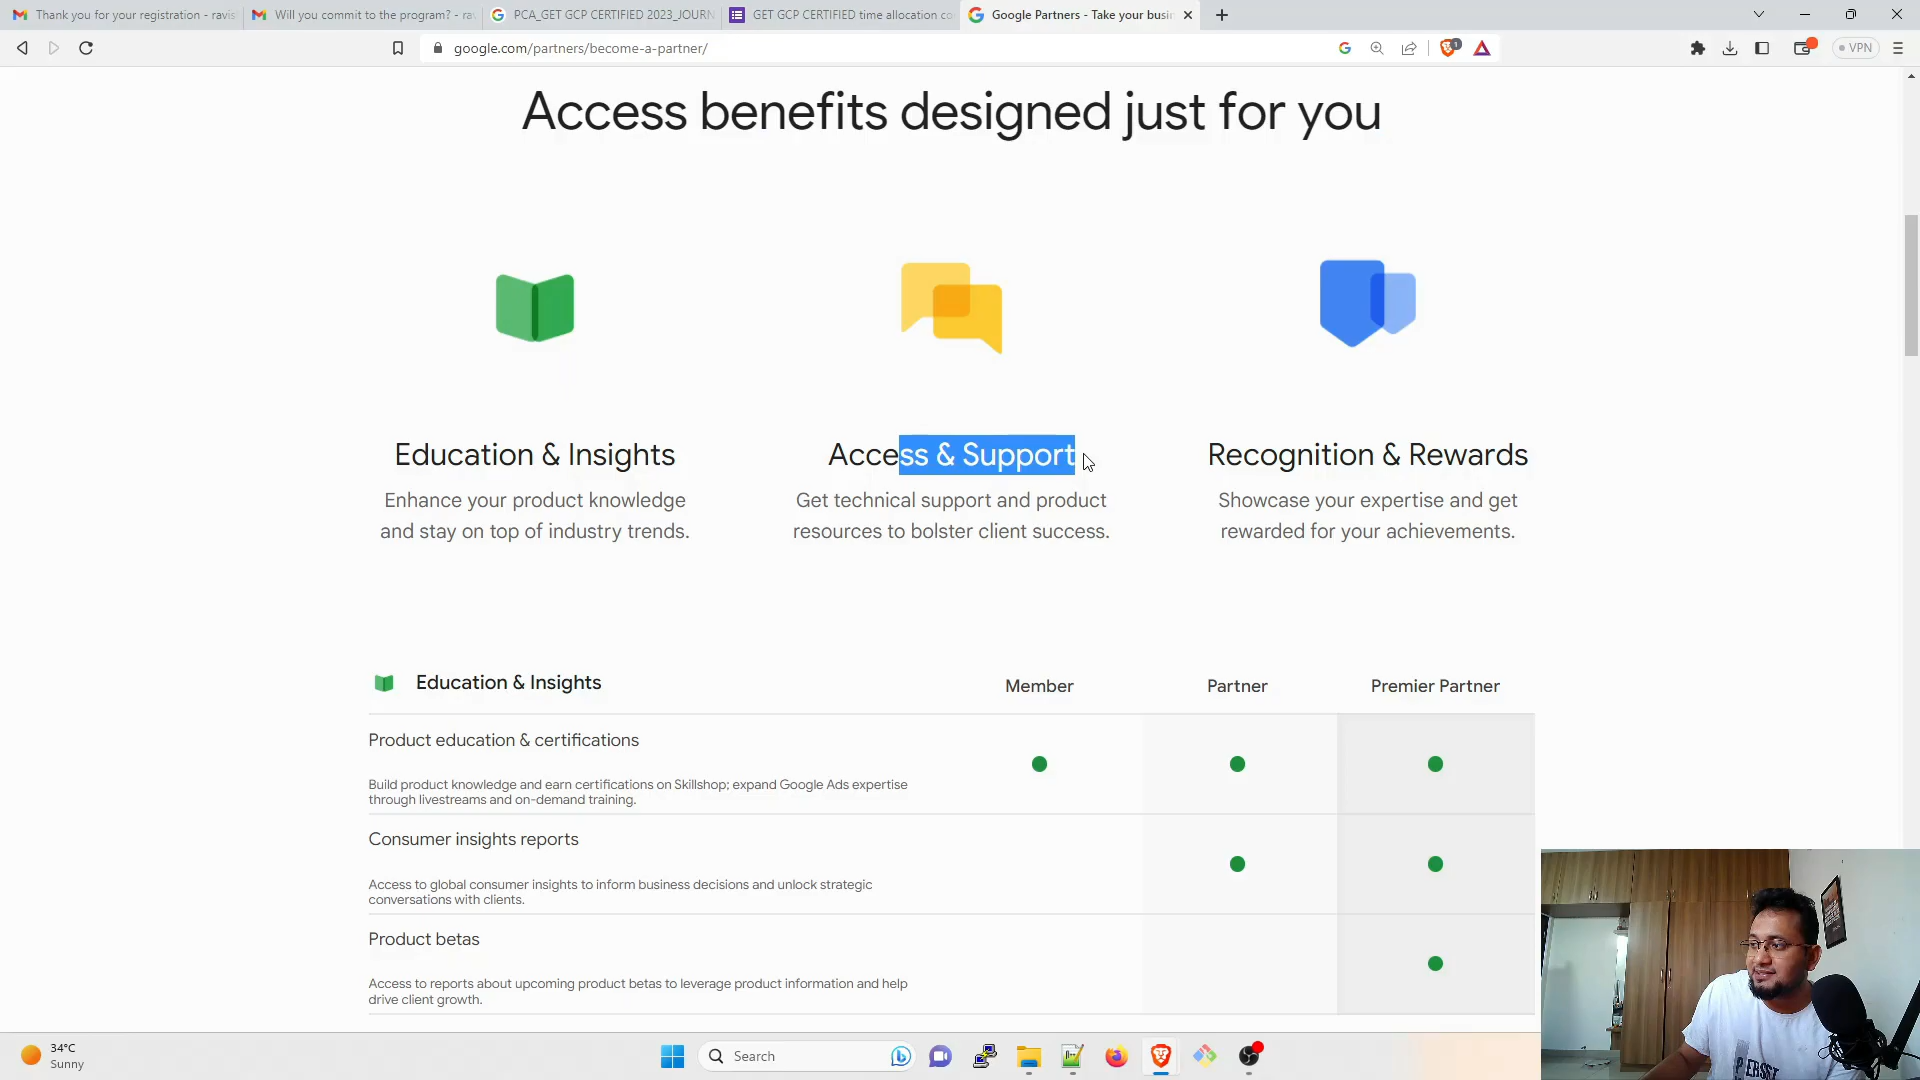 Thank you for your registration - ravis
Will you commit to the program? - ra
PCA_GET GCP CERTIFIED 2023_JOURN
GET GCP CERTIFIED time allocation co
Google Partners - Take your busi
google.com/partners/become-a-partner/
VPN
Access benefits designed just for you
Education & Insights
Enhance your product knowledge
and stay on top of industry trends.
Access & Support
Get technical support and product
resources to bolster client success.
Recognition & Rewards
Showcase your expertise and get
rewarded for your achievements.
Education & Insights
Member
Partner
Premier Partner
Product education & certifications
Build product knowledge and earn certifications on Skillshop; expand Google Ads expertise
through livestreams and on-demand training.
Consumer insights reports
Access to global consumer insights to inform business decisions and unlock strategic
conversations with clients.
Product betas
Access to reports about upcoming product betas to leverage product information and help
drive client growth.
34°C
Sunny
Search